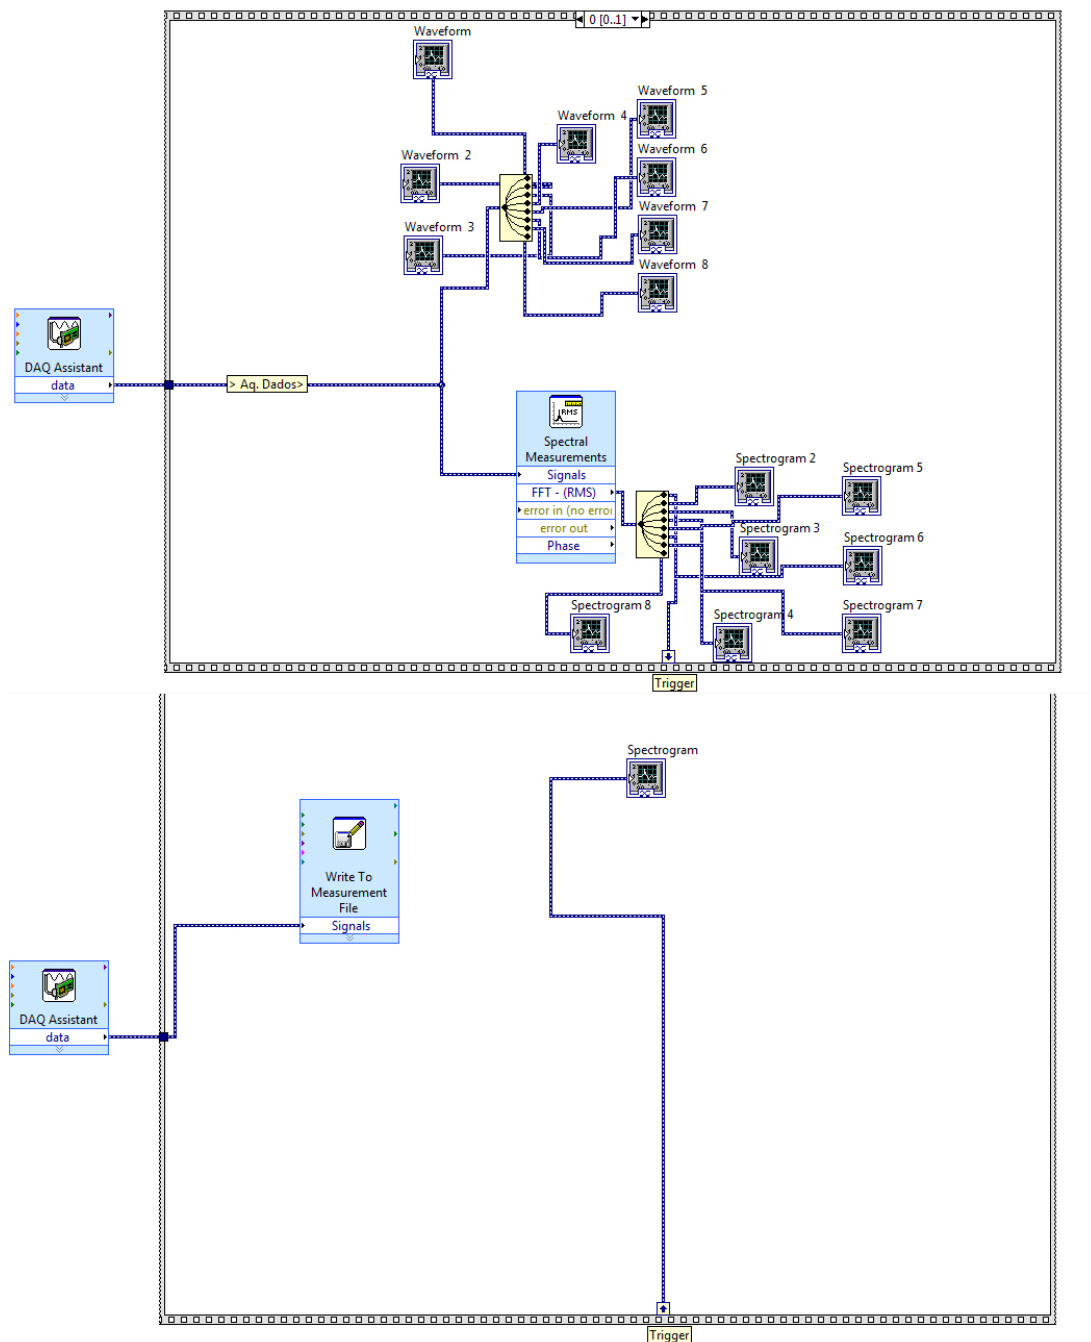 0 [0..1]
Waveform
Waveform 5
Waveform 4
Waveform 6
Waveform 2
Waveform 7
Waveform 3
Waveform 8
DAQ Assistant
data
> Aq. Dados>
RMS
Spectral
Measurements
Signals
FFT - (RMS)
error in (no erro
error out
Phase
Spectrogram 2
Spectrogram 5
Spectrogram 3
Spectrogram 6
Spectrogram 8
Spectrogram 4
Spectrogram 7
Trigger
Spectrogram
Write To
Measurement
File
Signals
DAQ Assistant
data
Trigger